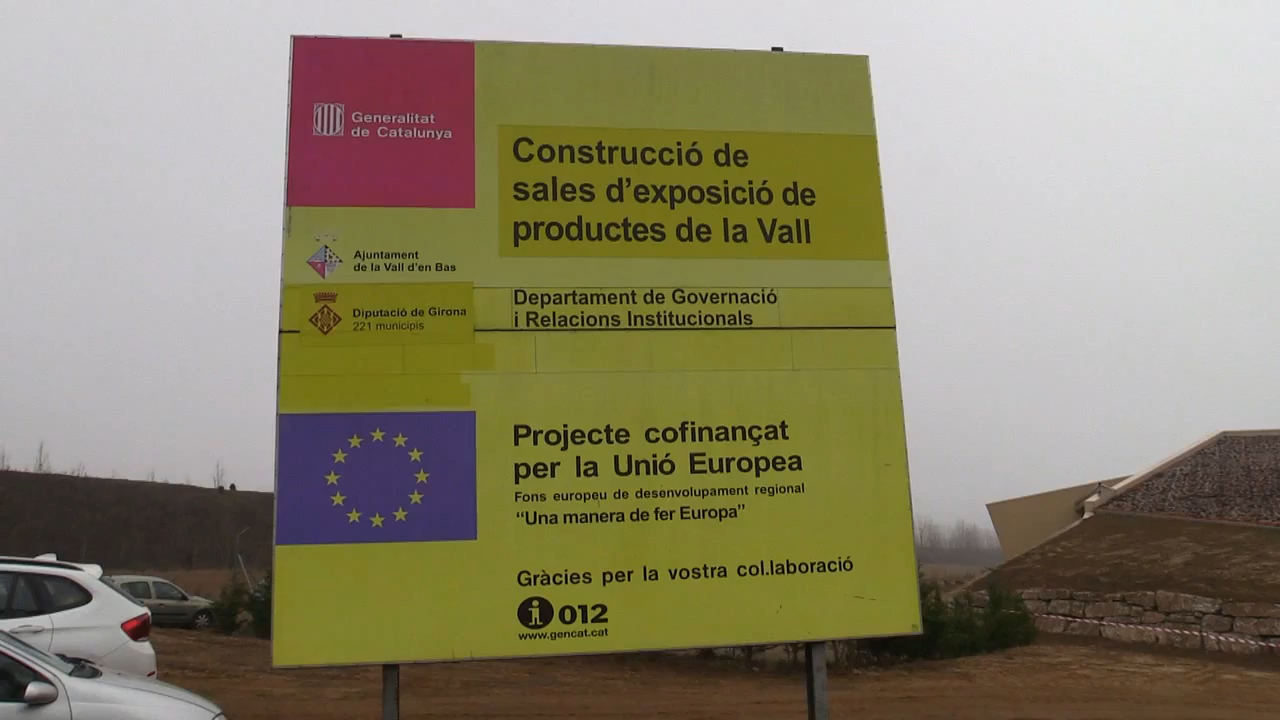 Generalitat
de Catalunya
Construcció de
sales d'exposició de
productes de la Vall
Ajuntament
de la Vall d'en Bas
Diputació de Girona
221 municipis
Departament de Governació
i Relacions Institucionals
Projecte cofinançat
per la Unió Europea
Fons europeu de desenvolupament regional
“Una manera de fer Europa”
Gràcies per la vostra col.laboració
i 012
www.gencat.cat